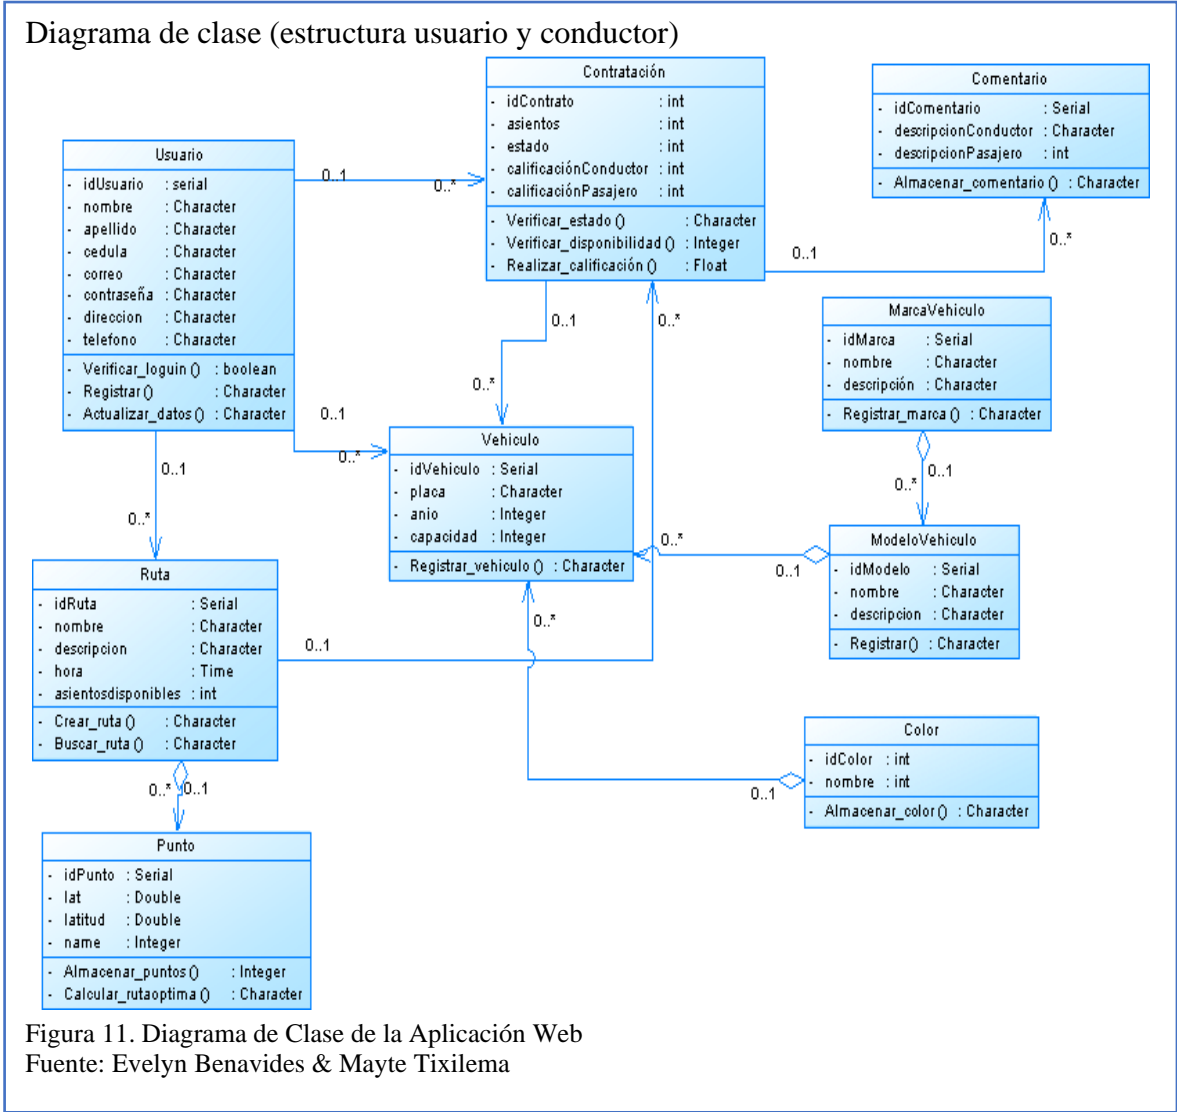 Diagrama de clase (estructura usuario y conductor)
Contratación
- idContrato : int
- asientos : int
- estado : int
- calificaciónConductor : int
- calificaciónPasajero : int
- Verificar_estado () : Character
- Verificar_disponibilidad () : Integer
- Realizar_calificación () : Float
Comentario
- idComentario : Serial
- descripcionConductor : Character
- descripcionPasajero : int
- Almacenar_comentario () : Character
Usuario
- idUsuario : serial
- nombre : Character
- apellido : Character
- cedula : Character
- correo : Character
- contraseña : Character
- direccion : Character
- telefono : Character
- Verificar_loguin () : boolean
- Registrar () : Character
- Actualizar_datos () : Character
0..1
0..*
0..1
0..*
0..1
0..*
0..*
MarcaVehiculo
- idMarca : Serial
- nombre : Character
- descripción : Character
- Registrar_marca () : Character
0..1
0..*
Vehiculo
- idVehiculo : Serial
- placa : Character
- anio : Integer
- capacidad : Integer
- Registrar_vehiculo () : Character
0..1
0..*
0..1
0..*
0..*
0..1
ModeloVehiculo
- idModelo : Serial
- nombre : Character
- descripcion : Character
- Registrar() : Character
Ruta
- idRuta : Serial
- nombre : Character
- descripcion : Character
- hora : Time
- asientosdisponibles : int
- Crear_ruta () : Character
- Buscar_ruta () : Character
0..1
0..*
0..1
Color
- idColor : int
- nombre : int
- Almacenar_color () : Character
0..* 0..1
Punto
- idPunto : Serial
- lat : Double
- latitud : Double
- name : Integer
- Almacenar_puntos () : Integer
- Calcular_rutaoptima () : Character
Figura 11. Diagrama de Clase de la Aplicación Web
Fuente: Evelyn Benavides & Mayte Tixilema